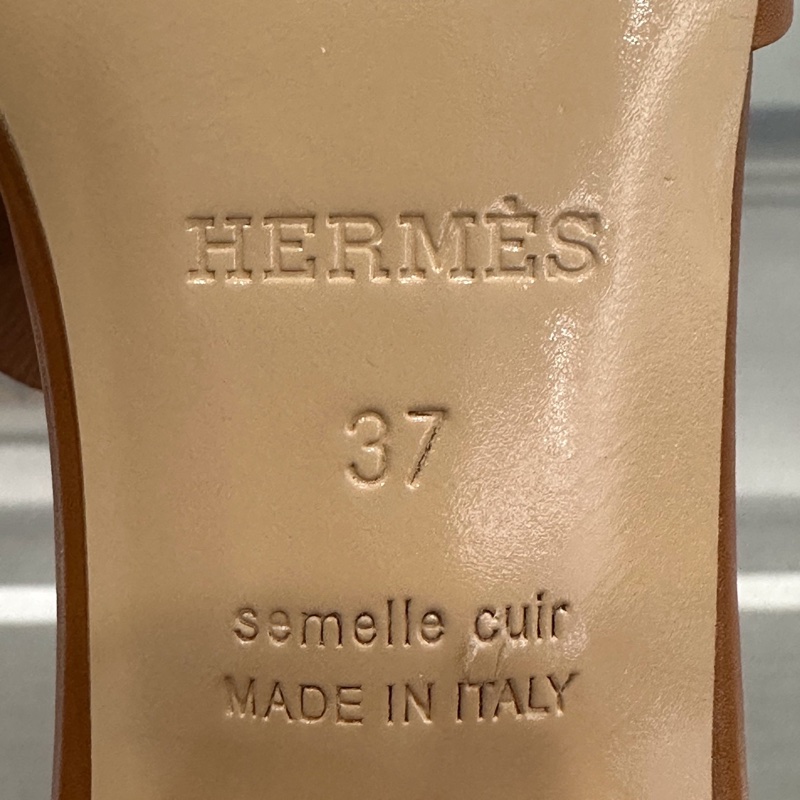 HERMÈS
37
semelle cuir
MADE IN ITALY